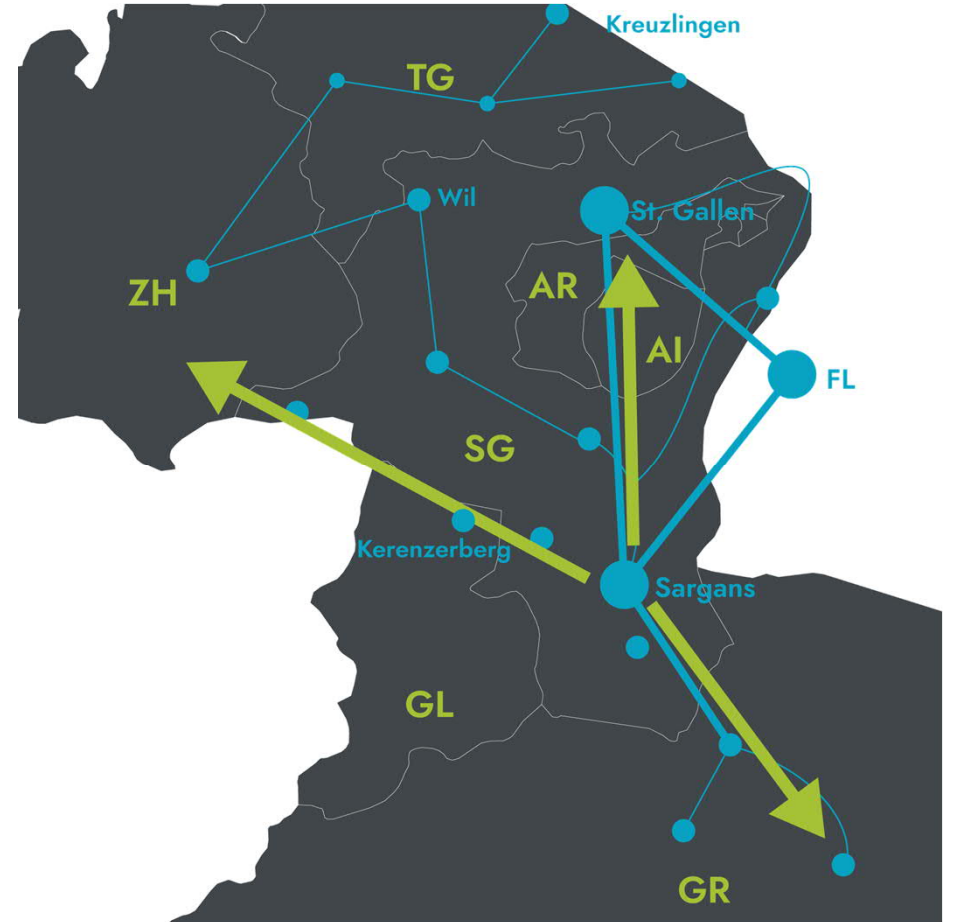 Kreuzlingen
TG
Wil
St. Gallen
ZH
AR
AI
FL
SG
Kerenzerberg
Sargans
GL
GR